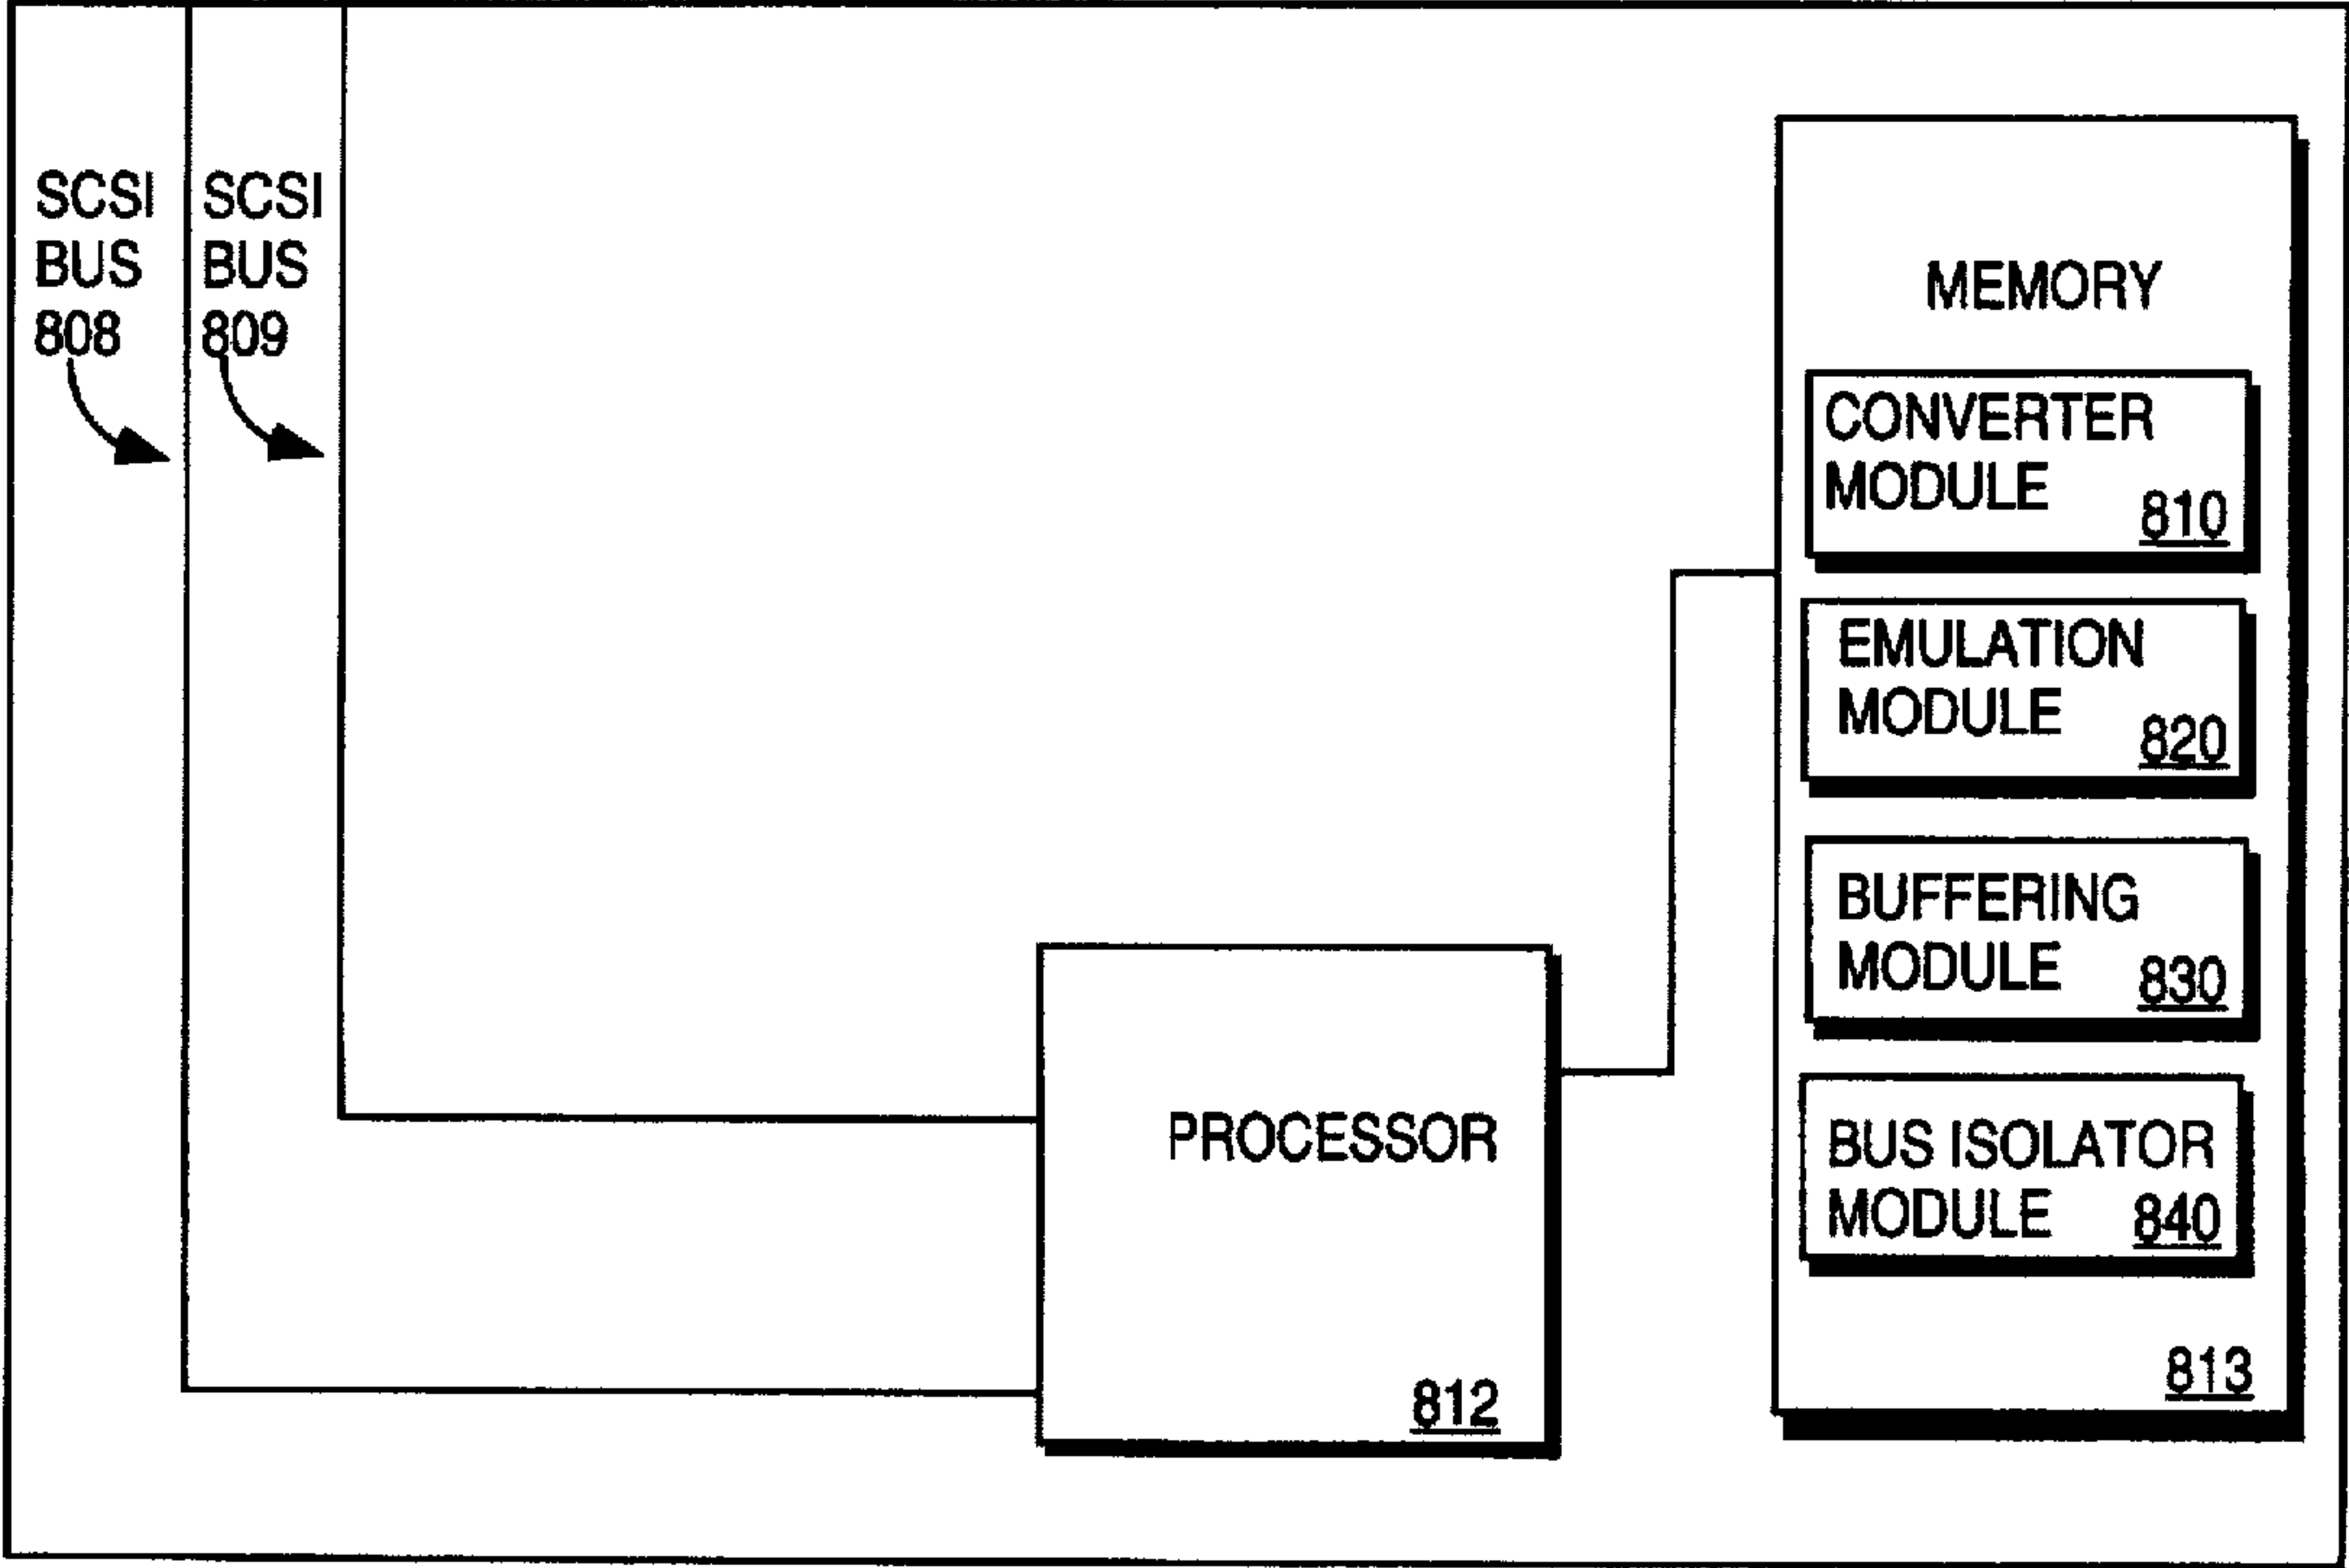 SCSI
BUS
808
SCSI
BUS
809
MEMORY
CONVERTER
MODULE
810
EMULATION
MODULE
820
BUFFERING
MODULE
830
BUS ISOLATOR
MODULE 840
813
PROCESSOR
812